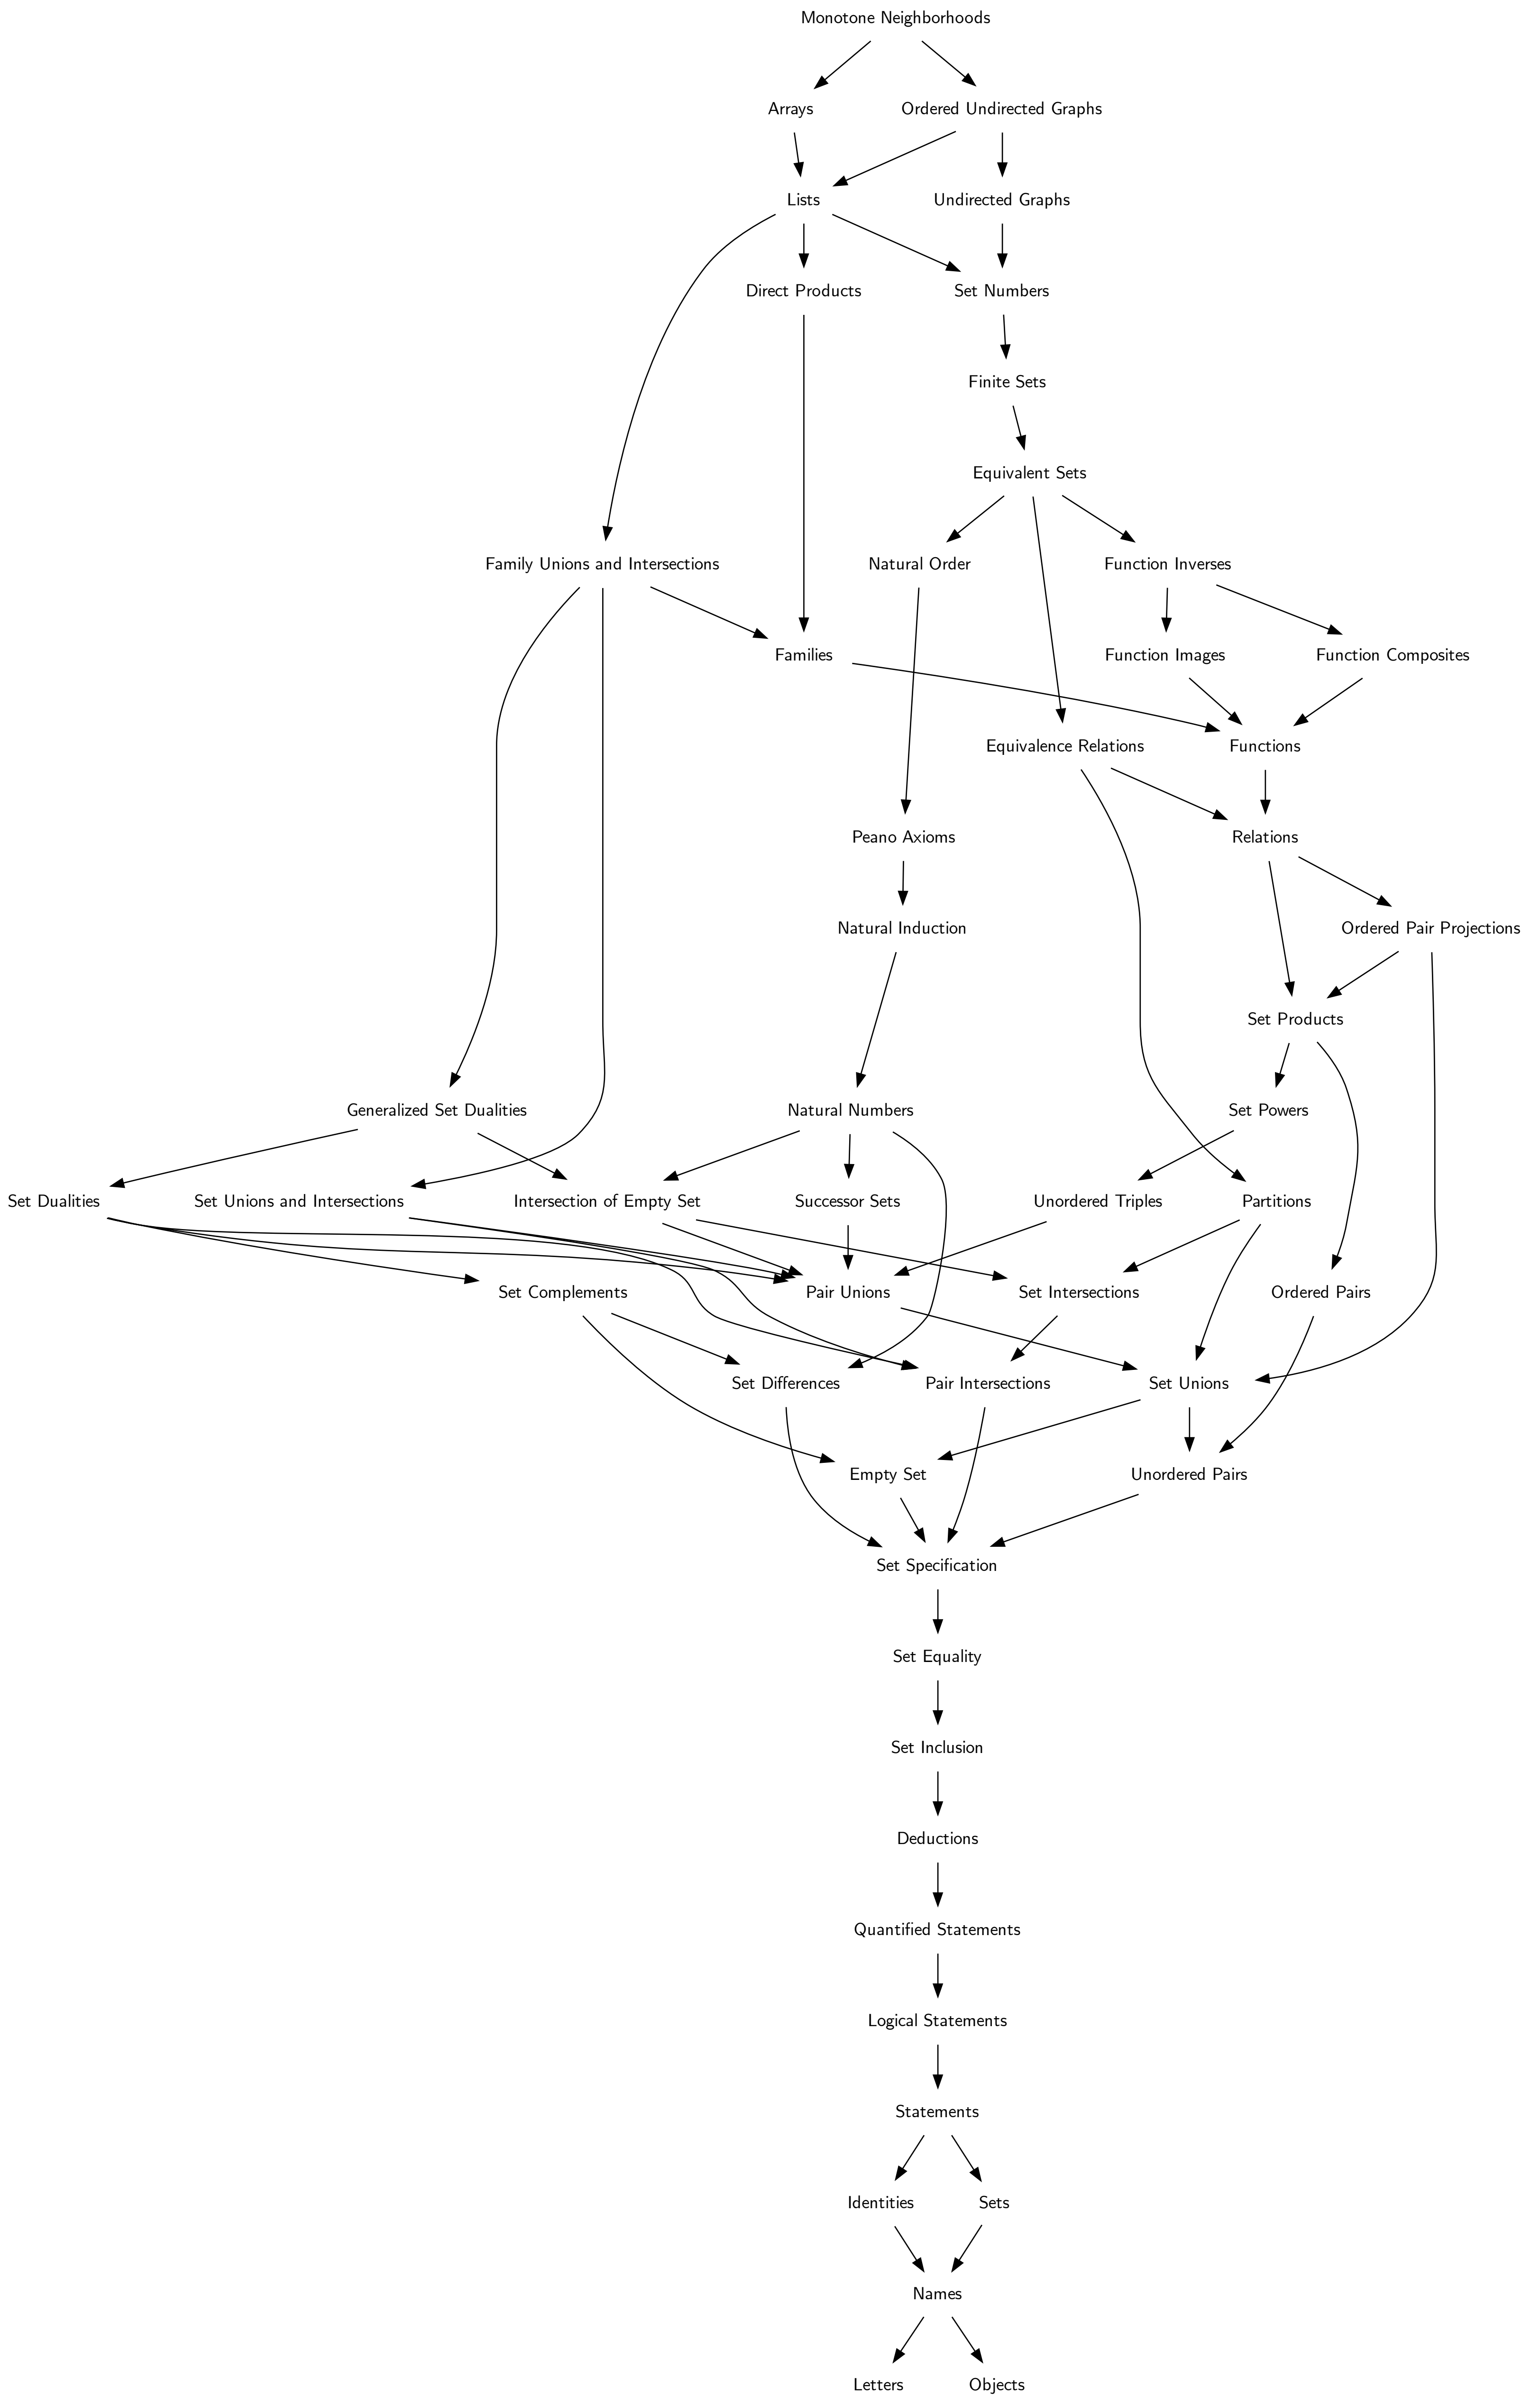 Monotone Neighborhoods
Arrays
Ordered Undirected Graphs
Lists
Undirected Graphs
Direct Products
Set Numbers
Finite Sets
Equivalent Sets
Family Unions and Intersections
Natural Order
Function Inverses
Families
Function Images
Function Composites
Equivalence Relations
Functions
Peano Axioms
Relations
Natural Induction
Ordered Pair Projections
Set Products
Generalized Set Dualities
Natural Numbers
Set Powers
Set Dualities
Set Unions and Intersections
Intersection of Empty Set
Successor Sets
Unordered Triples
Partitions
Set Complements
Pair Unions
Set Intersections
Ordered Pairs
Set Differences
Pair Intersections
Set Unions
Empty Set
Unordered Pairs
Set Specification
Set Equality
Set Inclusion
Deductions
Quantified Statements
Logical Statements
Statements
Identities
Sets
Names
Letters
Objects